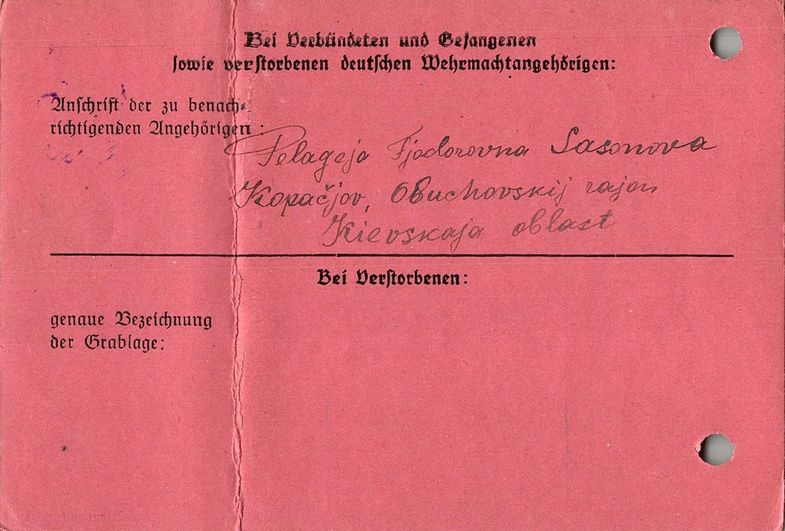 Bei Verbündeten und Gefangenen
sowie verstorbenen deutschen Wehrmachtangehörigen:
Anschrift der zu benach-
richtigenden Angehörigen:
Pelageja Fjodorovna Sasonova
Kopačjov, Obuchovskij rajon
Kievskaja oblast
Bei Verstorbenen:
genaue Bezeichnung
der Grablage: